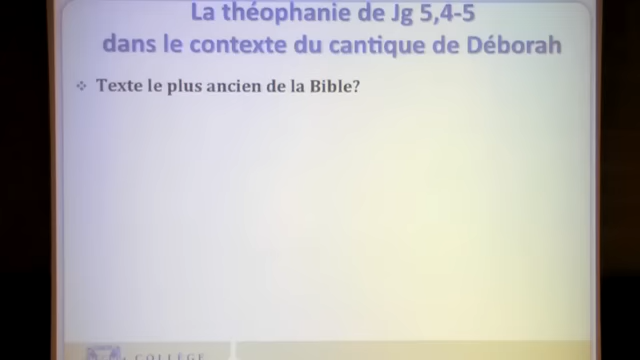 La théophanie de Jg 5,4-5
dans le contexte du cantique de Déborah
❖ Texte le plus ancien de la Bible?
COLLÈGE